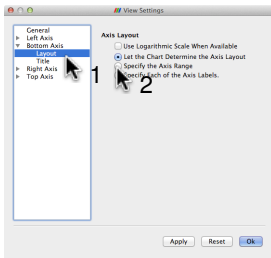 View Settings
General
Left Axis
Bottom Axis
Layout
Title
Right Axis
Top Axis
Axis Layout
Use Logarithmic Scale When Available
Let the Chart Determine the Axis Layout
Specify the Axis Range
Specify Each of the Axis Labels.
1
2
Apply
Reset
Ok